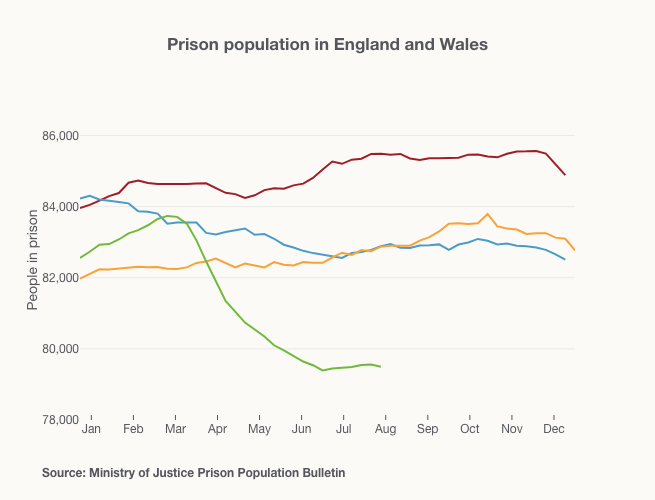 Prison population in England and Wales
86,000
84,000
82,000
80,000
78,000
People in prison
Jan Feb Mar Apr May Jun Jul Aug Sep Oct Nov Dec
Source: Ministry of Justice Prison Population Bulletin